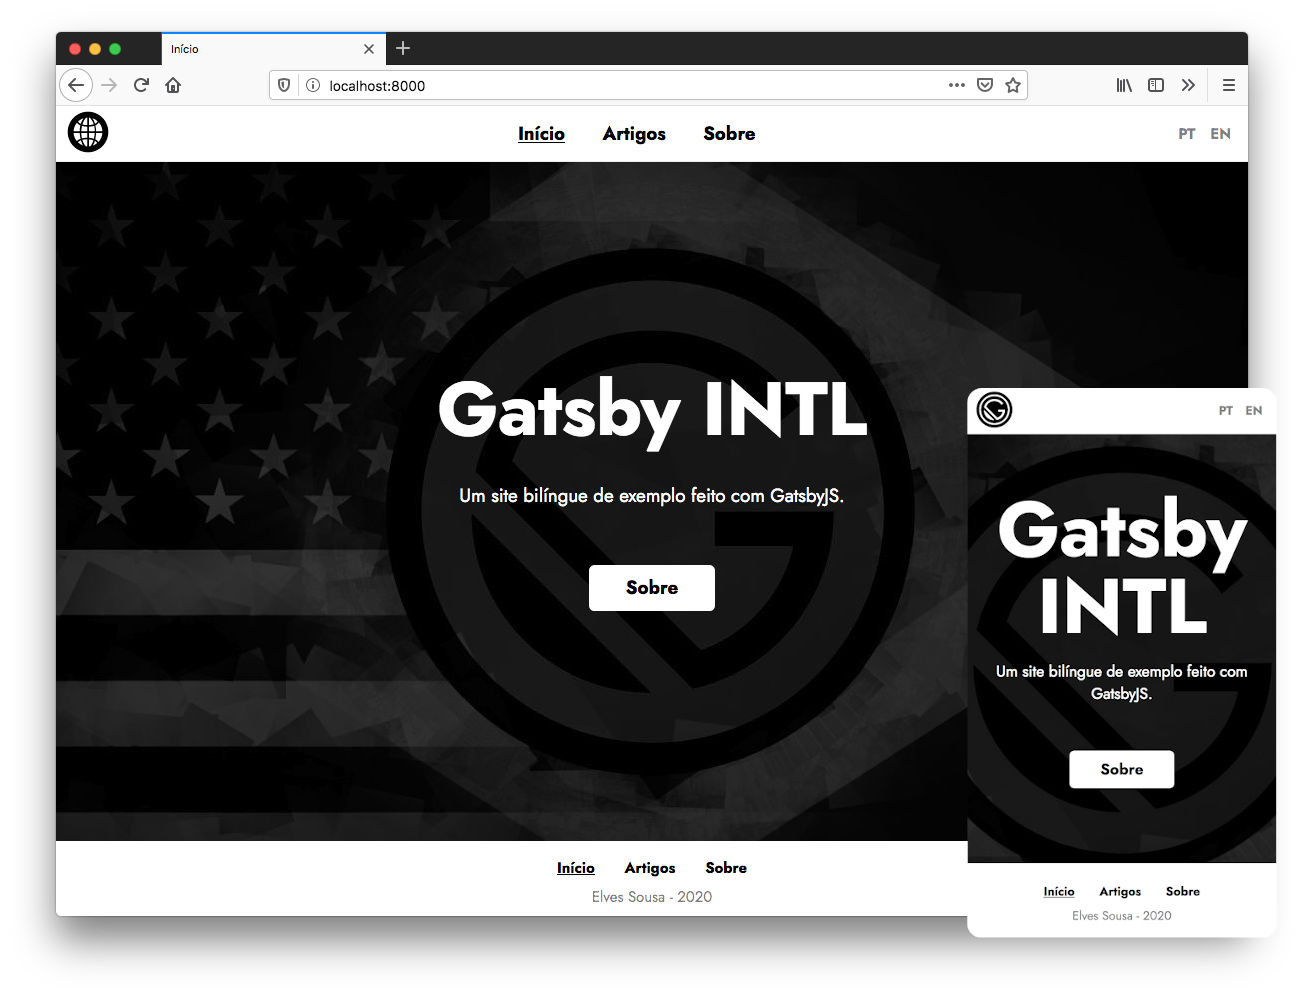 Início
localhost:8000
Início Artigos Sobre
PT EN
Gatsby INTL
Um site bilíngue de exemplo feito com GatsbyJS.
Sobre
Início Artigos Sobre
Elves Sousa - 2020
PT EN
Gatsby
INTL
Um site bilíngue de exemplo feito com
GatsbyJS.
Sobre
Início Artigos Sobre
Elves Sousa - 2020